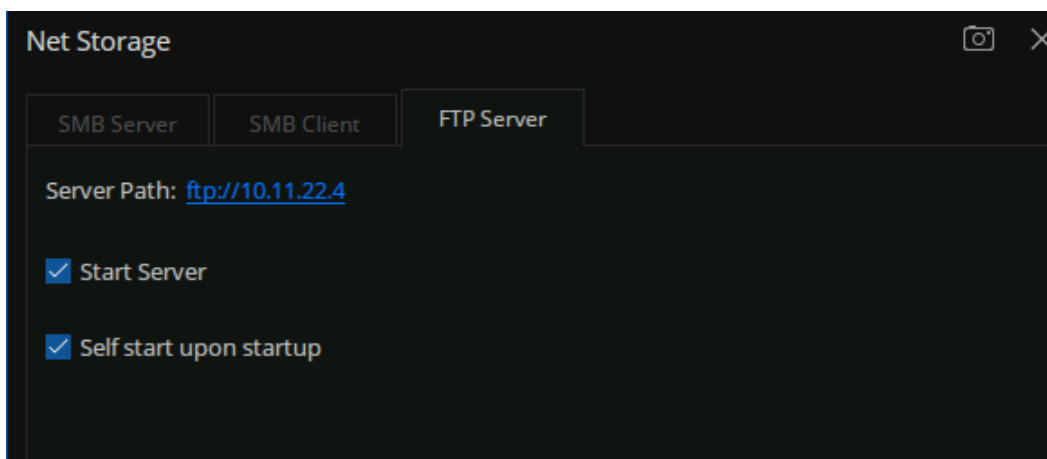 Net Storage
SMB Server SMB Client FTP Server
Server Path: ftp://10.11.22.4
Start Server
Self start upon startup